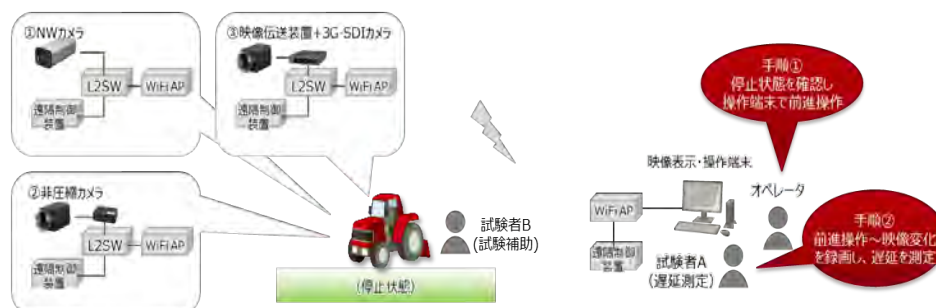 ①NWカメラ
L2SW
WiFi AP
遠隔制御
装置
③映像伝送装置+3G-SDIカメラ
L2SW
WiFi AP
遠隔制御
装置
②非圧縮カメラ
L2SW
WiFi AP
遠隔制御
装置
試験者B
(試験補助)
(停止状態)
手順①
停止状態を確認し
操作端末で前進操作
映像表示・操作端末
オペレータ
WiFi AP
遠隔制御
装置
試験者A
(遅延測定)
手順②
前進操作～映像変化
を録画し、遅延を測定